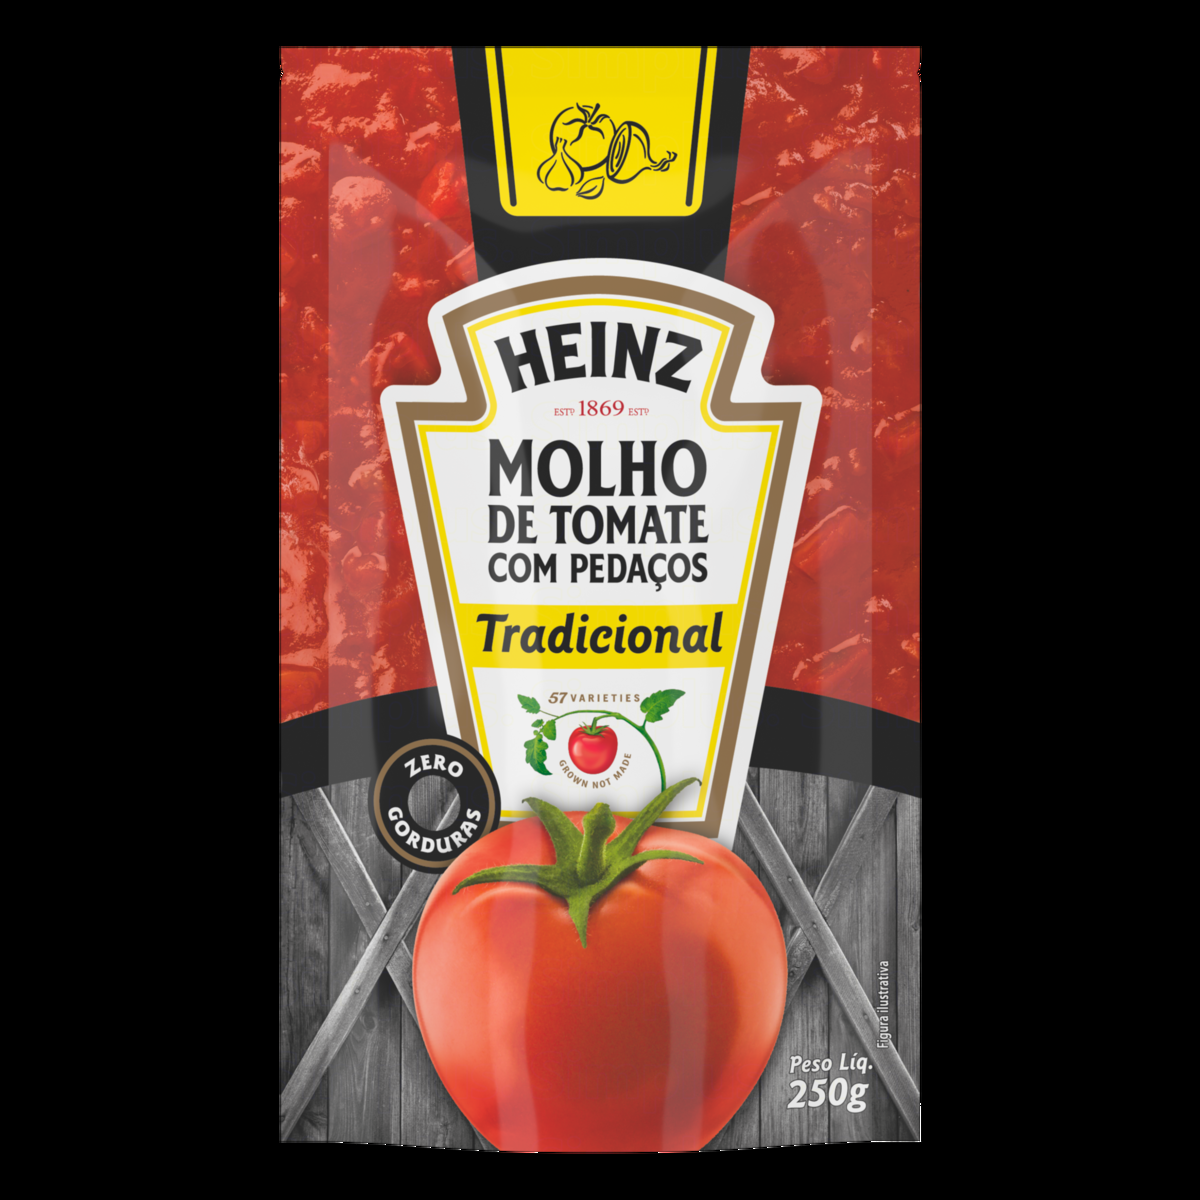 HEINZ
ESTD 1869 ESTD
MOLHO
DE TOMATE
COM PEDAÇOS
Tradicional
57 VARIETIES
GROWN NOT MADE
ZERO
GORDURAS
Figura ilustrativa
Peso Líq.
250g